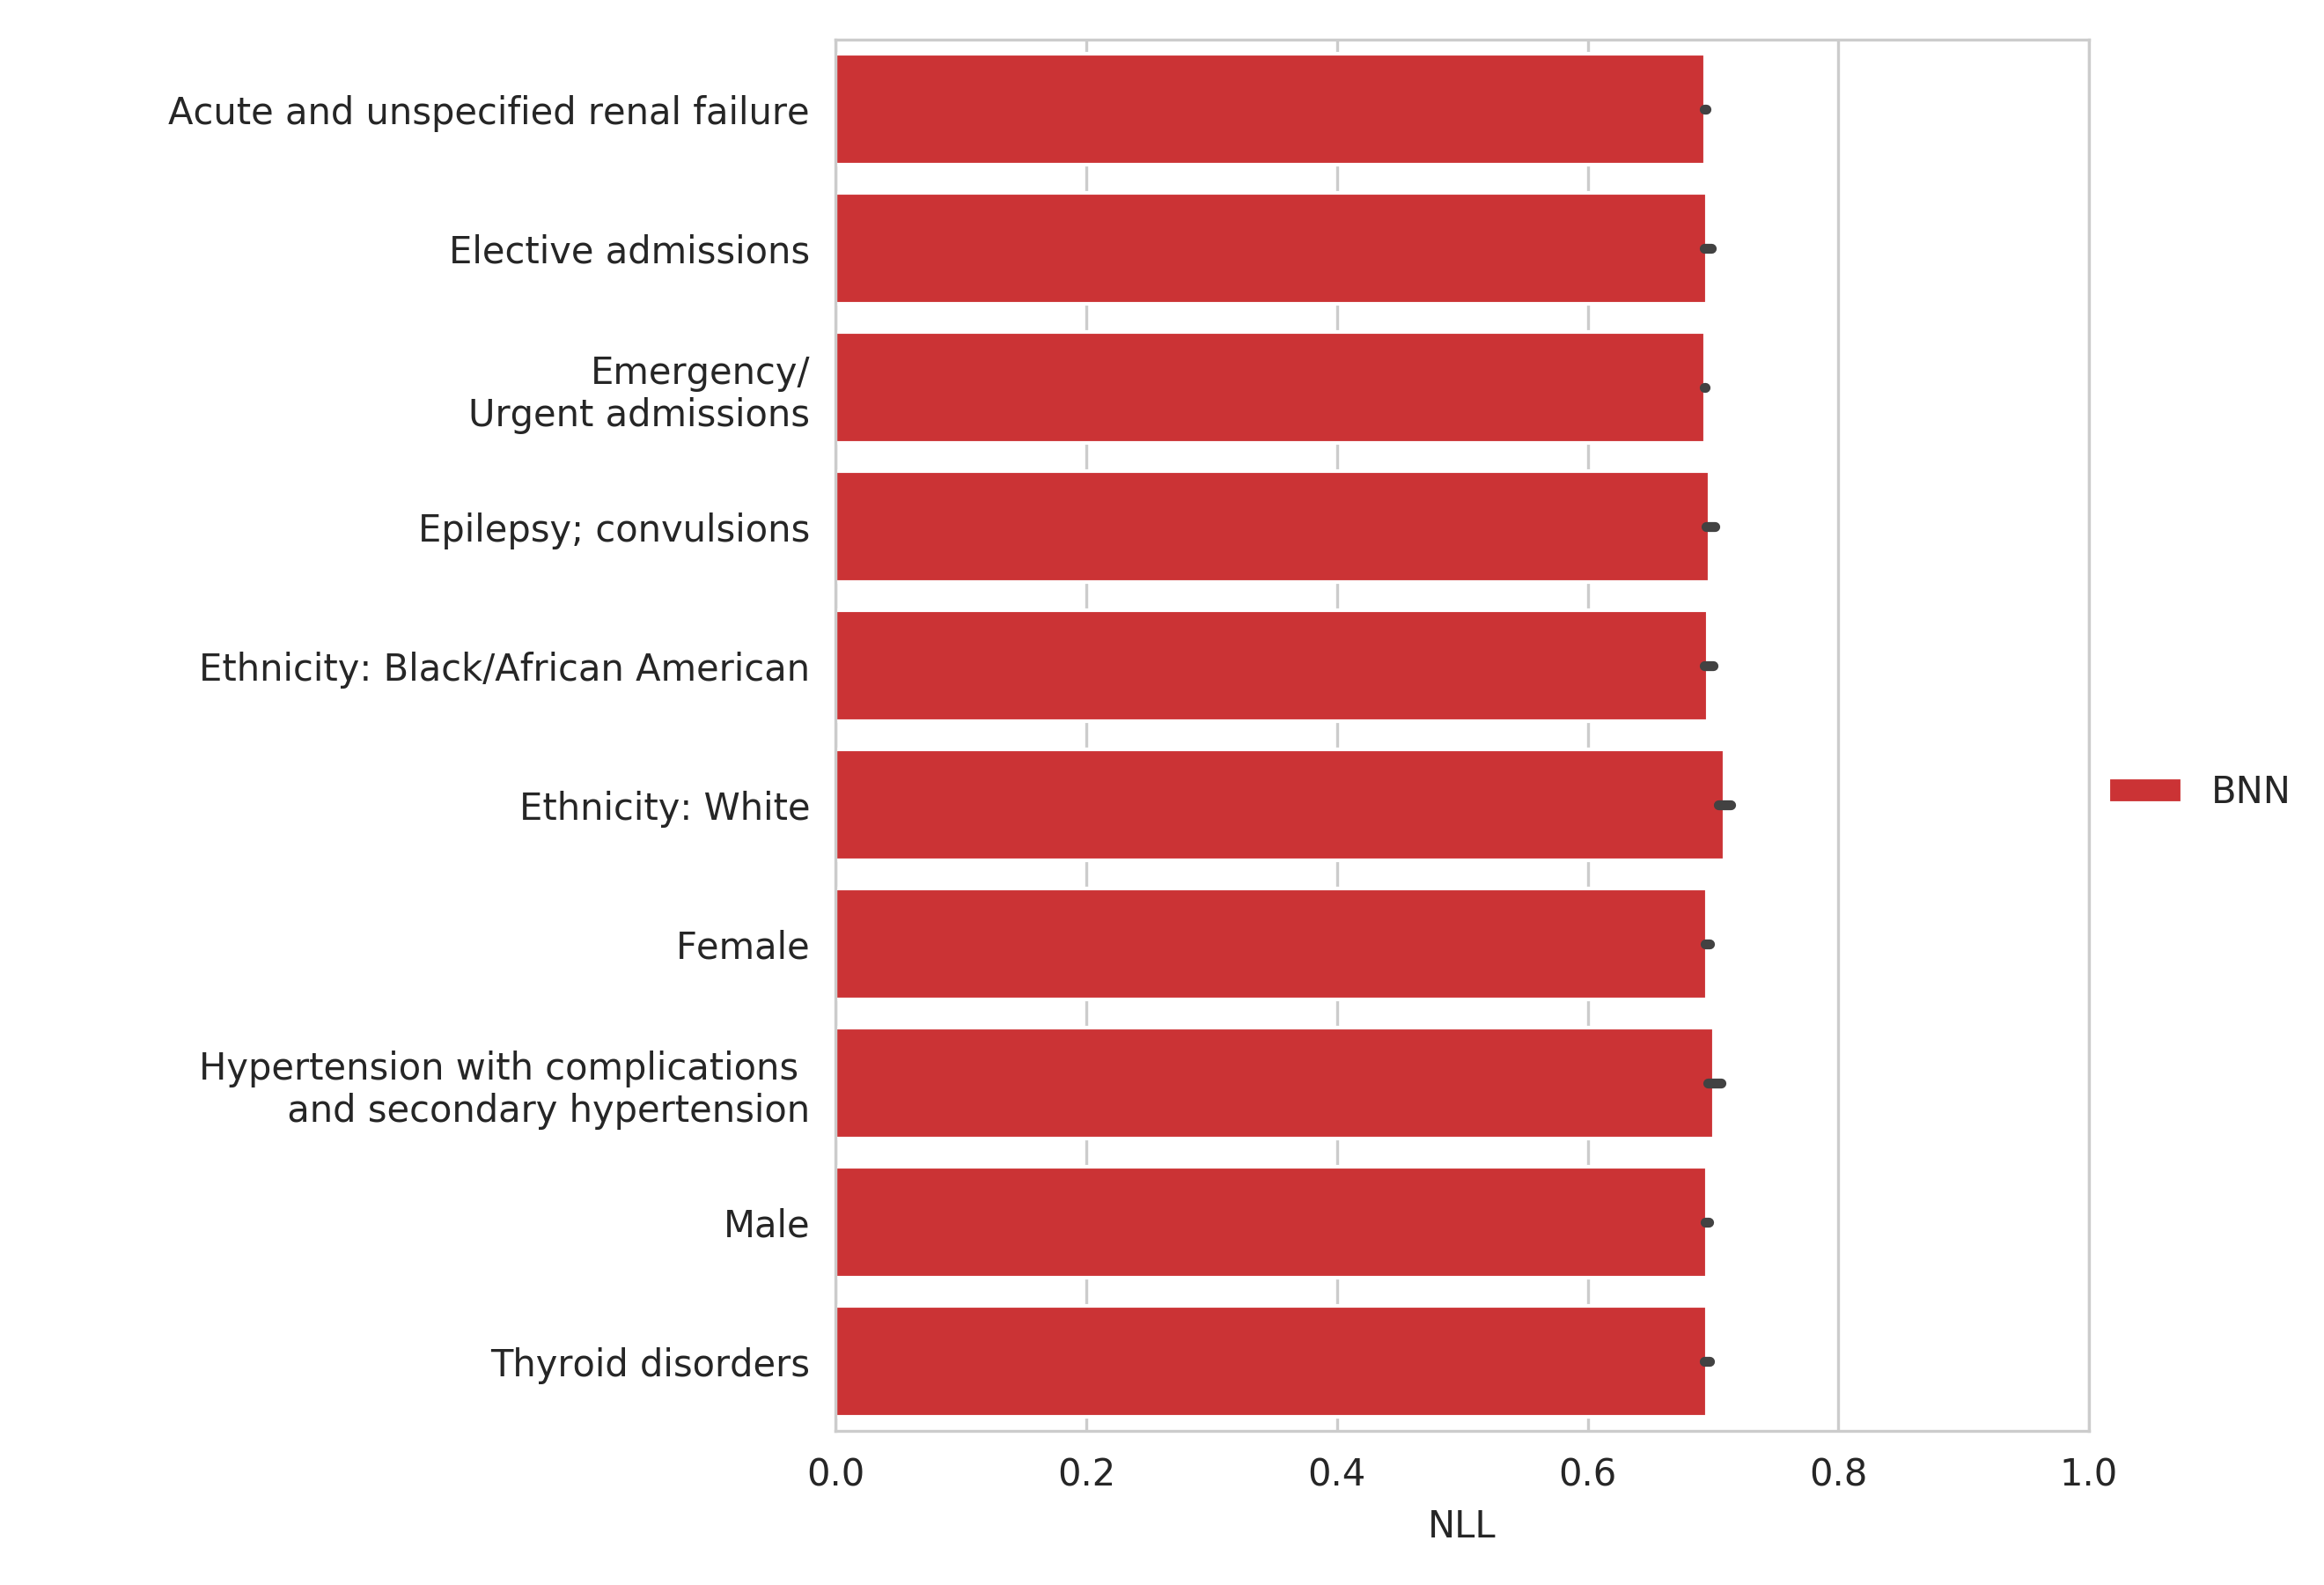 Acute and unspecified renal failure
Elective admissions
Emergency/
Urgent admissions
Epilepsy; convulsions
Ethnicity: Black/African American
Ethnicity: White
Female
Hypertension with complications
and secondary hypertension
Male
Thyroid disorders
0.0 0.2 0.4 0.6 0.8 1.0
NLL
BNN